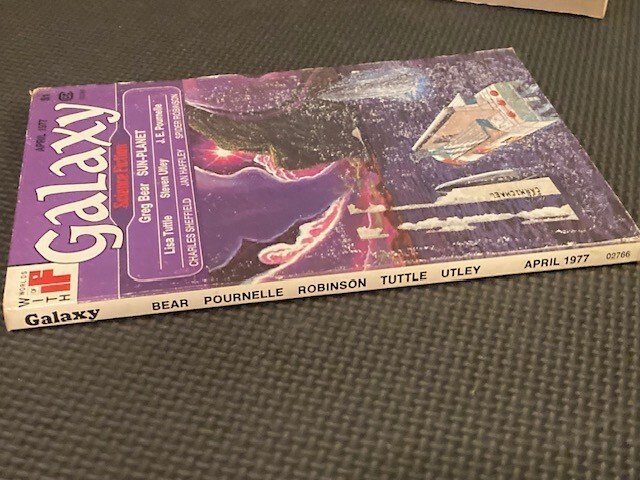 APRIL 1977
$1
Galaxy
Science Fiction
Greg Bear SUN-PLANET
Lisa Tuttle Steven Utley J. E. Pournelle
CHARLES SHEFFIELD JAN HAFFLEY SPIDER ROBINSON
WORLDS
OF
IF
WITH
Galaxy BEAR POURNELLE ROBINSON TUTTLE UTLEY APRIL 1977 02766